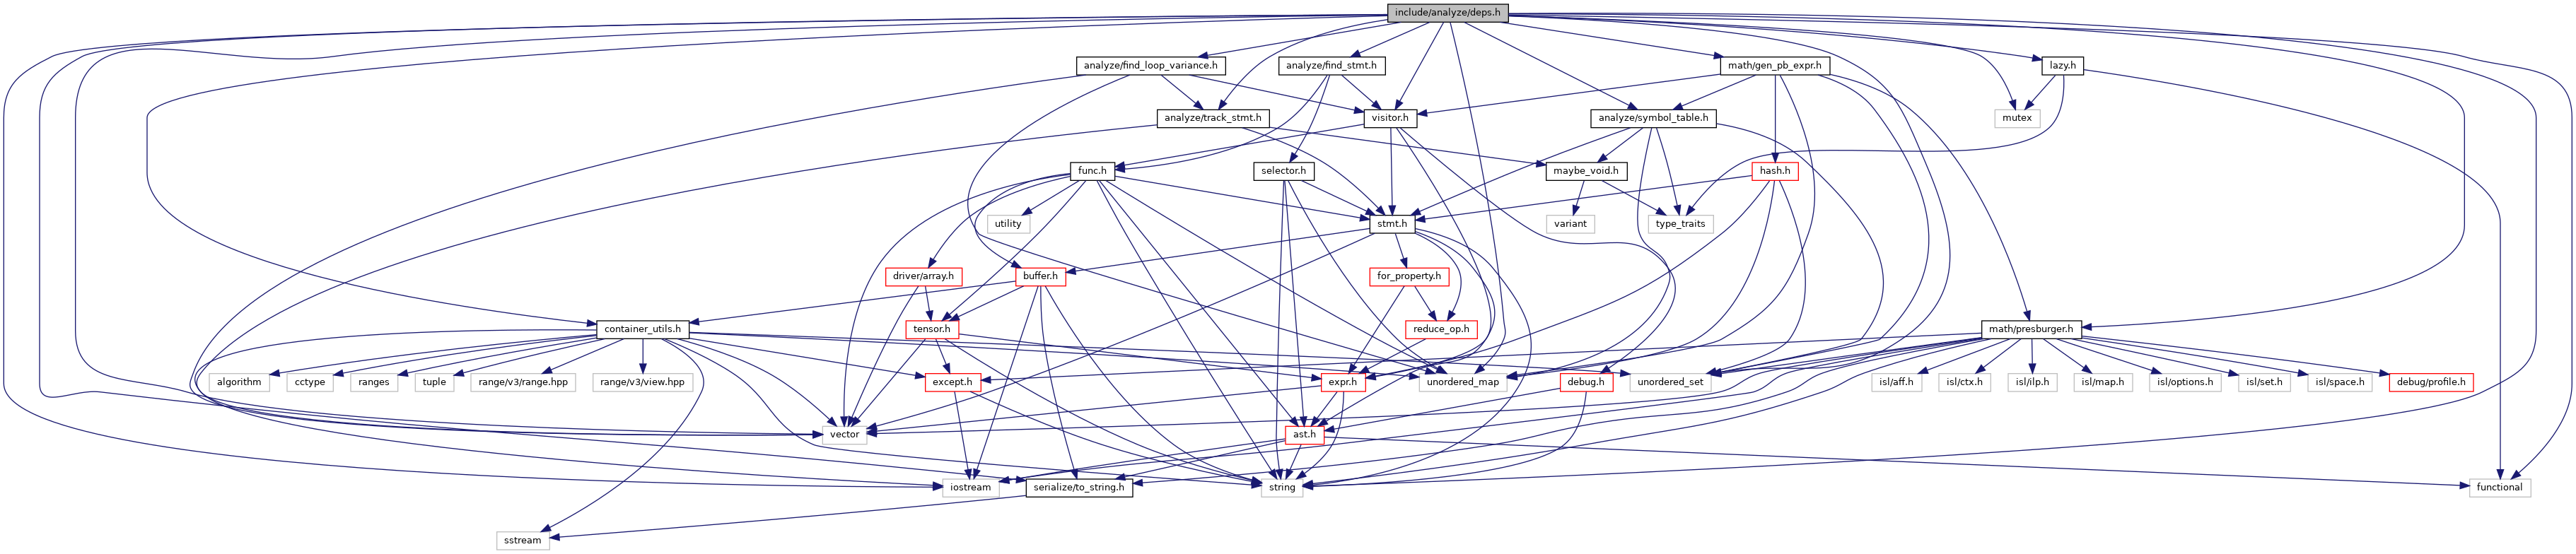 include/analyze/deps.h
analyze/find_loop_variance.h
analyze/find_stmt.h
math/gen_pb_expr.h
lazy.h
analyze/track_stmt.h
visitor.h
analyze/symbol_table.h
mutex
func.h
selector.h
maybe_void.h
hash.h
utility
stmt.h
variant
type_traits
driver/array.h
buffer.h
for_property.h
container_utils.h
tensor.h
reduce_op.h
math/presburger.h
algorithm
cctype
ranges
tuple
range/v3/range.hpp
range/v3/view.hpp
except.h
expr.h
unordered_map
debug.h
unordered_set
isl/aff.h
isl/ctx.h
isl/ilp.h
isl/map.h
isl/options.h
isl/set.h
isl/space.h
debug/profile.h
vector
ast.h
iostream
serialize/to_string.h
string
functional
sstream